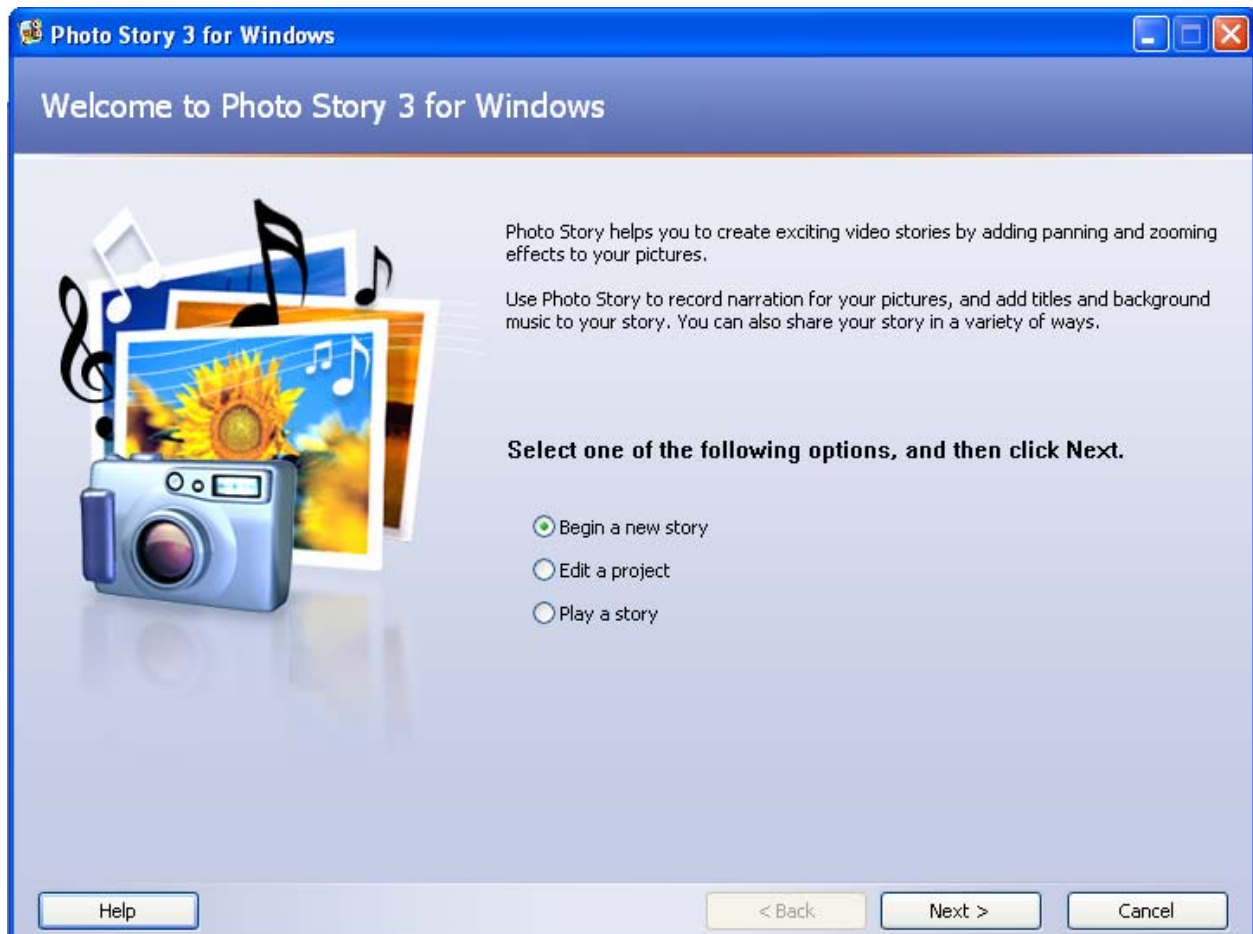 Photo Story 3 for Windows
Welcome to Photo Story 3 for Windows
Photo Story helps you to create exciting video stories by adding panning and zooming
effects to your pictures.
Use Photo Story to record narration for your pictures, and add titles and background
music to your story. You can also share your story in a variety of ways.
Select one of the following options, and then click Next.
Begin a new story
Edit a project
Play a story
Help
< Back
Next >
Cancel